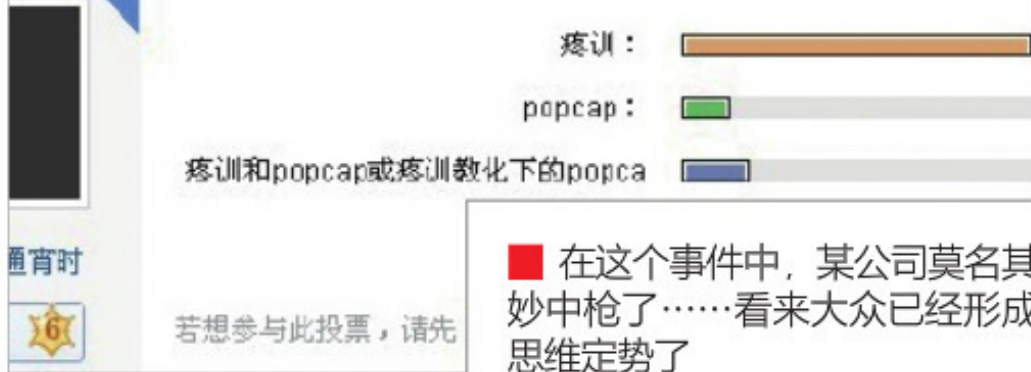 疼训：
popcap：
疼训和popcap或疼训教化下的popca
通宵时
6
若想参与此投票，请先
在这个事件中，某公司莫名其
妙中枪了……看来大众已经形成
思维定势了